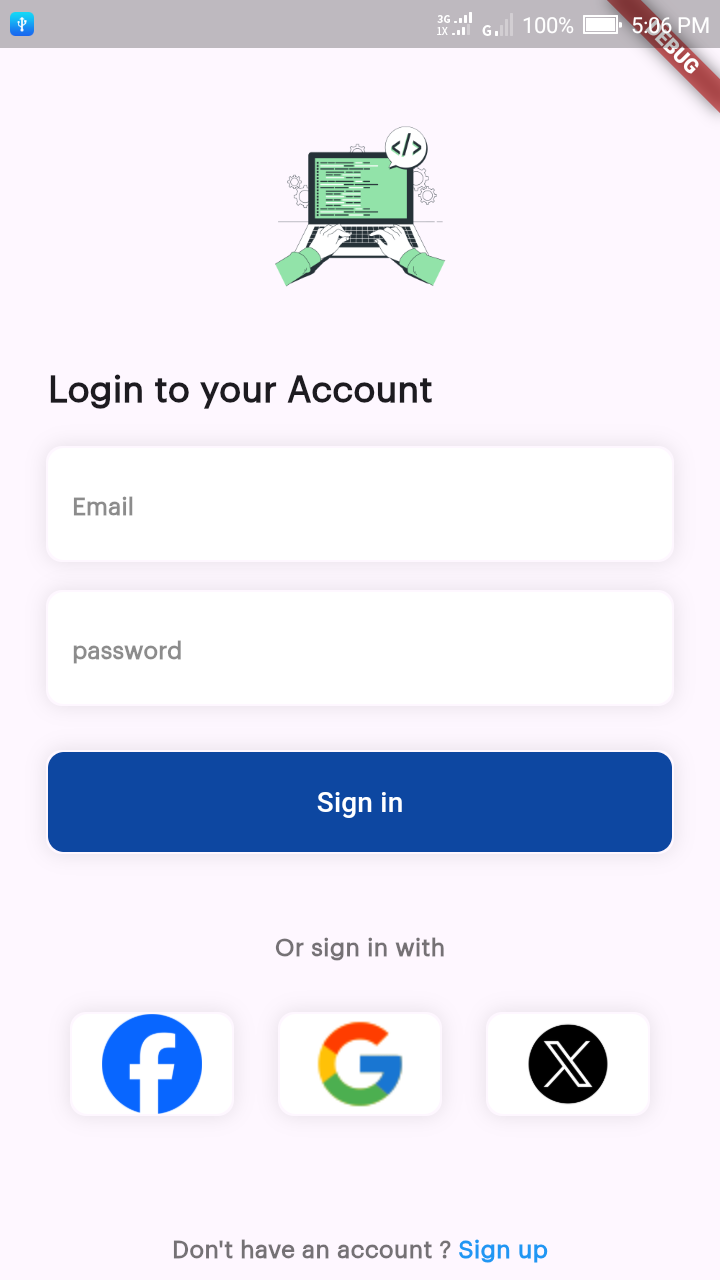 3G
1X
G
100%
5:06 PM
DEBUG
</>
Login to your Account
Email
password
Sign in
Or sign in with
Don't have an account ? Sign up